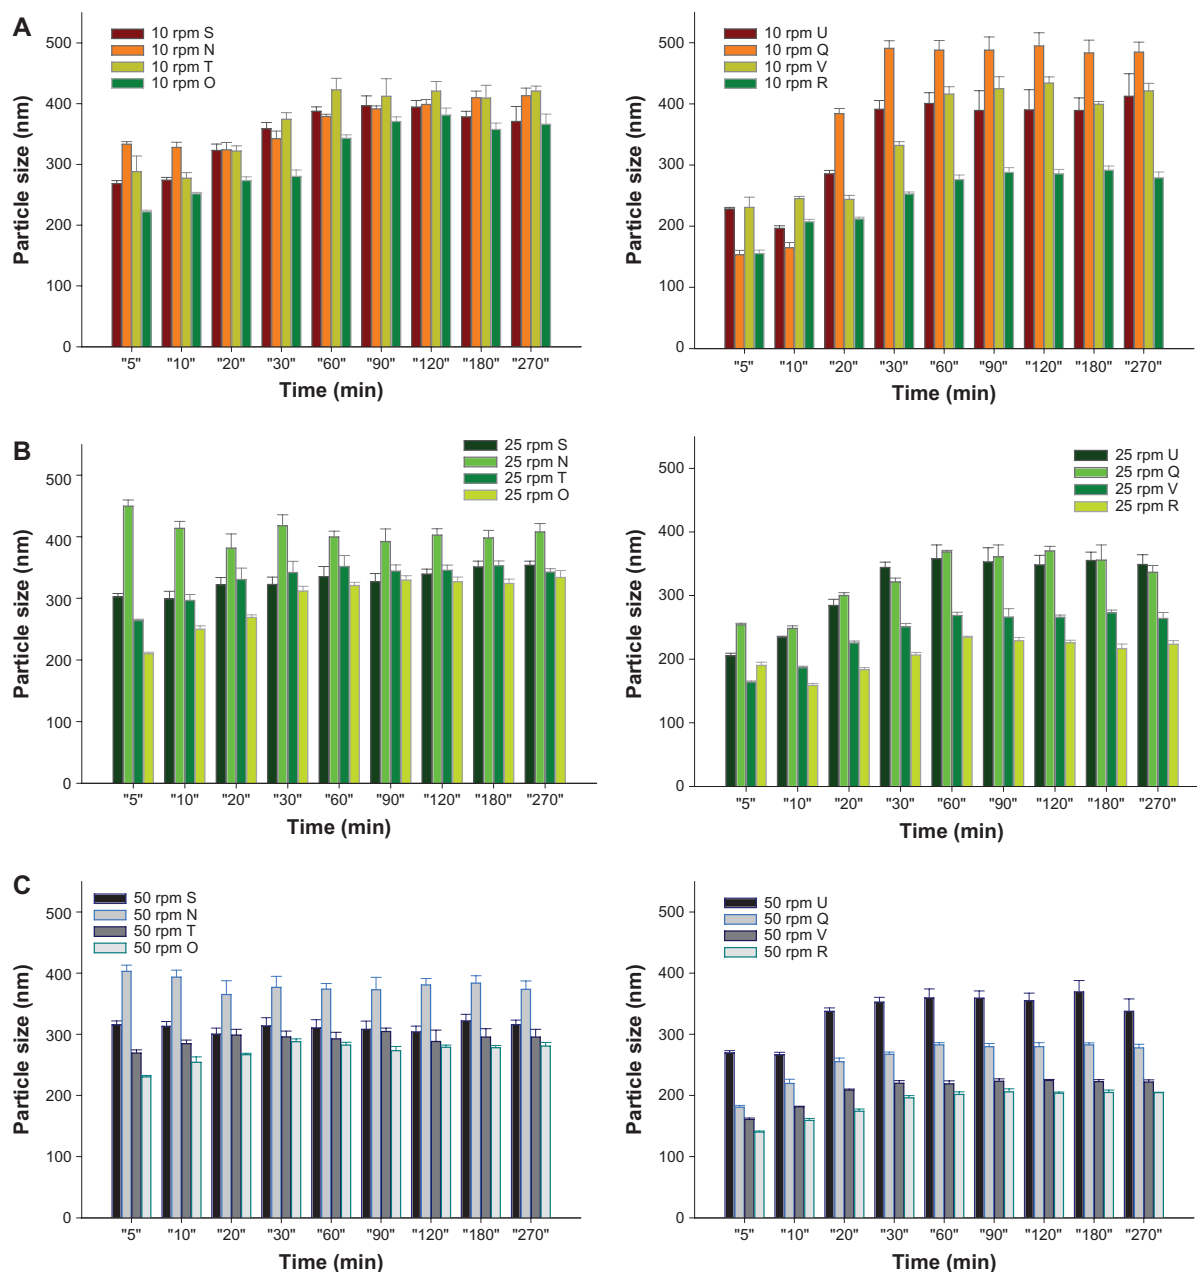 A
Particle size (nm)
500
400
300
200
100
0
10 rpm S
10 rpm N
10 rpm T
10 rpm O
"5" "10" "20" "30" "60" "90" "120" "180" "270"
Time (min)
Particle size (nm)
500
400
300
200
100
0
10 rpm U
10 rpm Q
10 rpm V
10 rpm R
"5" "10" "20" "30" "60" "90" "120" "180" "270"
Time (min)
B
Particle size (nm)
500
400
300
200
100
0
25 rpm S
25 rpm N
25 rpm T
25 rpm O
"5" "10" "20" "30" "60" "90" "120" "180" "270"
Time (min)
Particle size (nm)
500
400
300
200
100
0
25 rpm U
25 rpm Q
25 rpm V
25 rpm R
"5" "10" "20" "30" "60" "90" "120" "180" "270"
Time (min)
C
Particle size (nm)
500
400
300
200
100
0
50 rpm S
50 rpm N
50 rpm T
50 rpm O
"5" "10" "20" "30" "60" "90" "120" "180" "270"
Time (min)
Particle size (nm)
500
400
300
200
100
0
50 rpm U
50 rpm Q
50 rpm V
50 rpm R
"5" "10" "20" "30" "60" "90" "120" "180" "270"
Time (min)